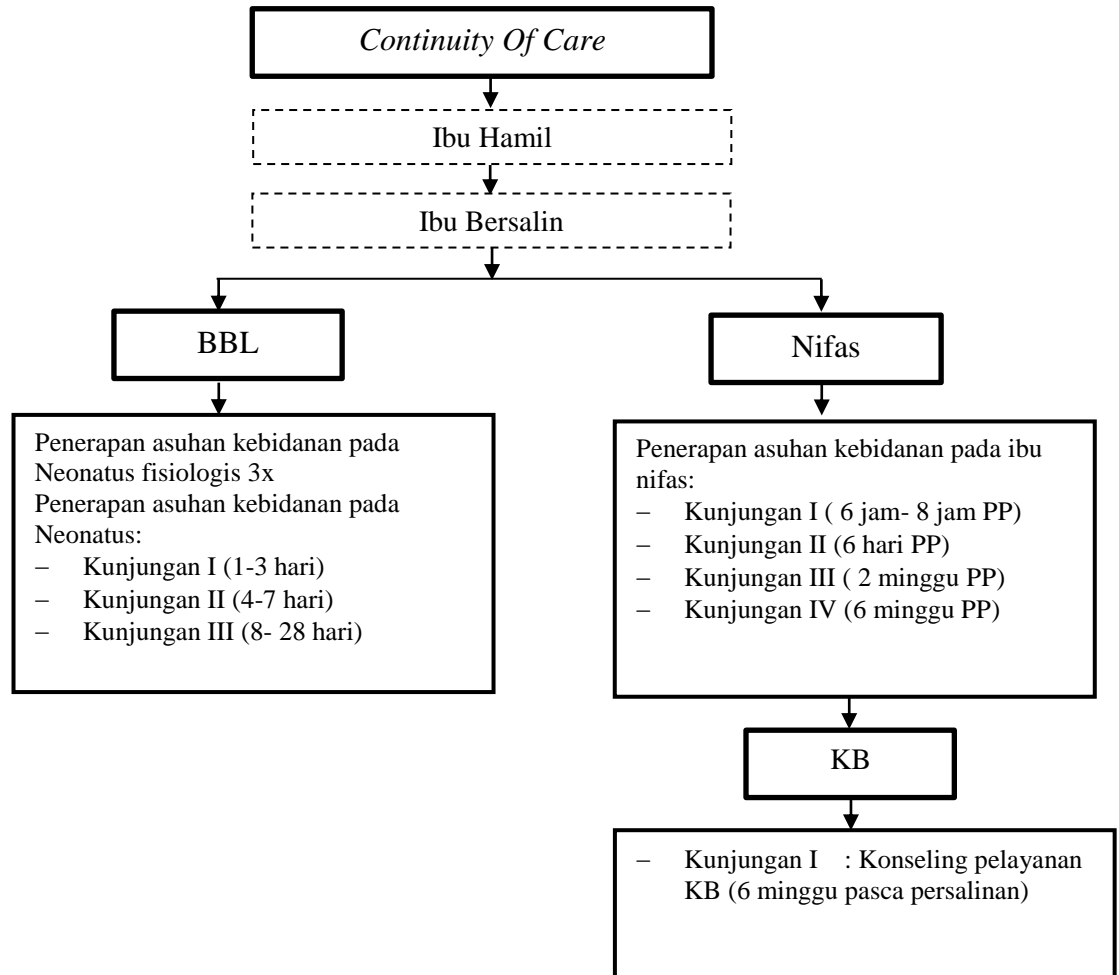 Continuity Of Care
Ibu Hamil
Ibu Bersalin
BBL
Penerapan asuhan kebidanan pada
Neonatus fisiologis 3x
Penerapan asuhan kebidanan pada
Neonatus:
− Kunjungan I (1-3 hari)
− Kunjungan II (4-7 hari)
− Kunjungan III (8- 28 hari)
Nifas
Penerapan asuhan kebidanan pada ibu
nifas:
− Kunjungan I ( 6 jam- 8 jam PP)
− Kunjungan II (6 hari PP)
− Kunjungan III ( 2 minggu PP)
− Kunjungan IV (6 minggu PP)
KB
− Kunjungan I : Konseling pelayanan
KB (6 minggu pasca persalinan)